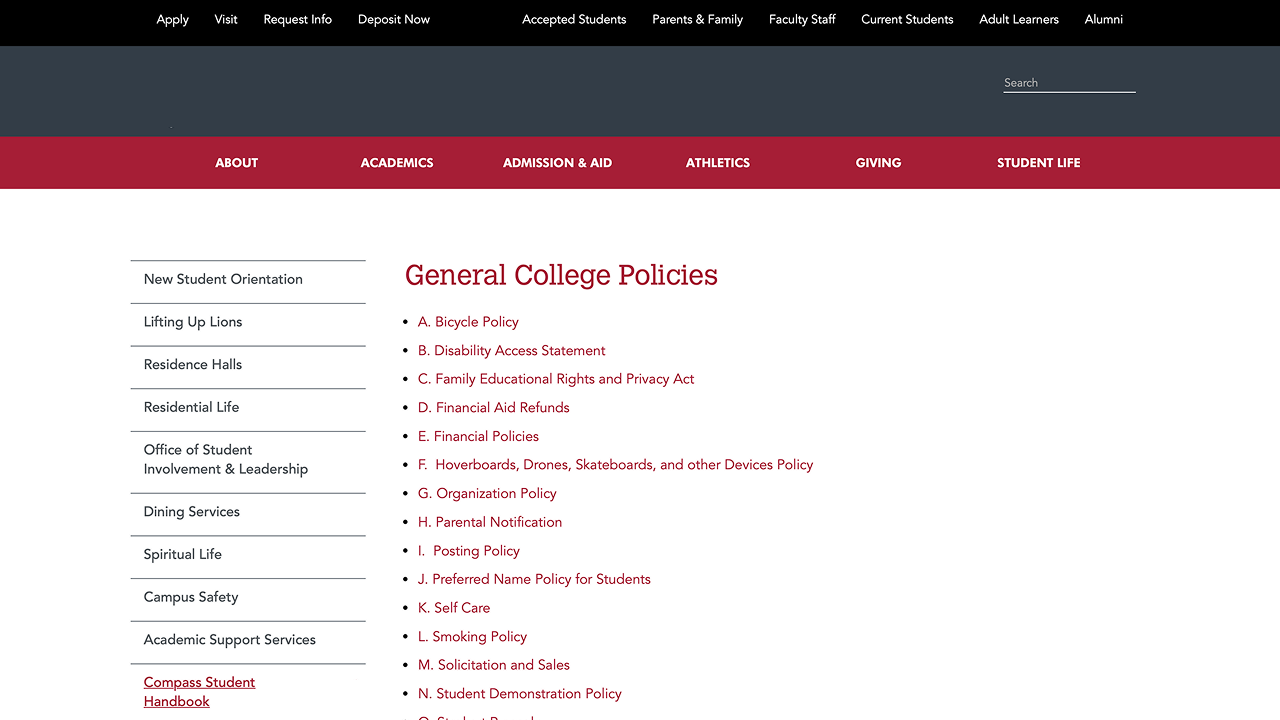 Apply Visit Request Info Deposit Now Accepted Students Parents & Family Faculty Staff Current Students Adult Learners Alumni
Search
ABOUT ACADEMICS ADMISSION & AID ATHLETICS GIVING STUDENT LIFE
New Student Orientation
Lifting Up Lions
Residence Halls
Residential Life
Office of Student
Involvement & Leadership
Dining Services
Spiritual Life
Campus Safety
Academic Support Services
Compass Student
Handbook
General College Policies
A. Bicycle Policy
B. Disability Access Statement
C. Family Educational Rights and Privacy Act
D. Financial Aid Refunds
E. Financial Policies
F. Hoverboards, Drones, Skateboards, and other Devices Policy
G. Organization Policy
H. Parental Notification
I. Posting Policy
J. Preferred Name Policy for Students
K. Self Care
L. Smoking Policy
M. Solicitation and Sales
N. Student Demonstration Policy